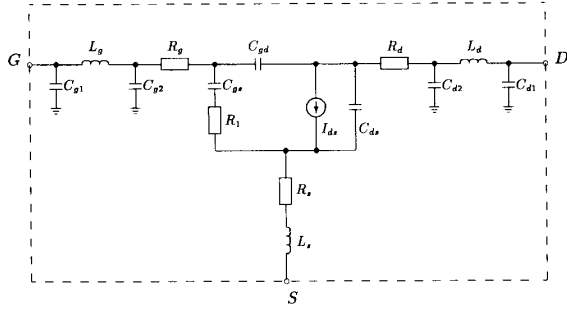 L_g R_g C_gd R_d L_d
G D
C_g1 C_g2 C_gs I_ds C_ds C_d2 C_d1
R_1
R_s
L_s
S